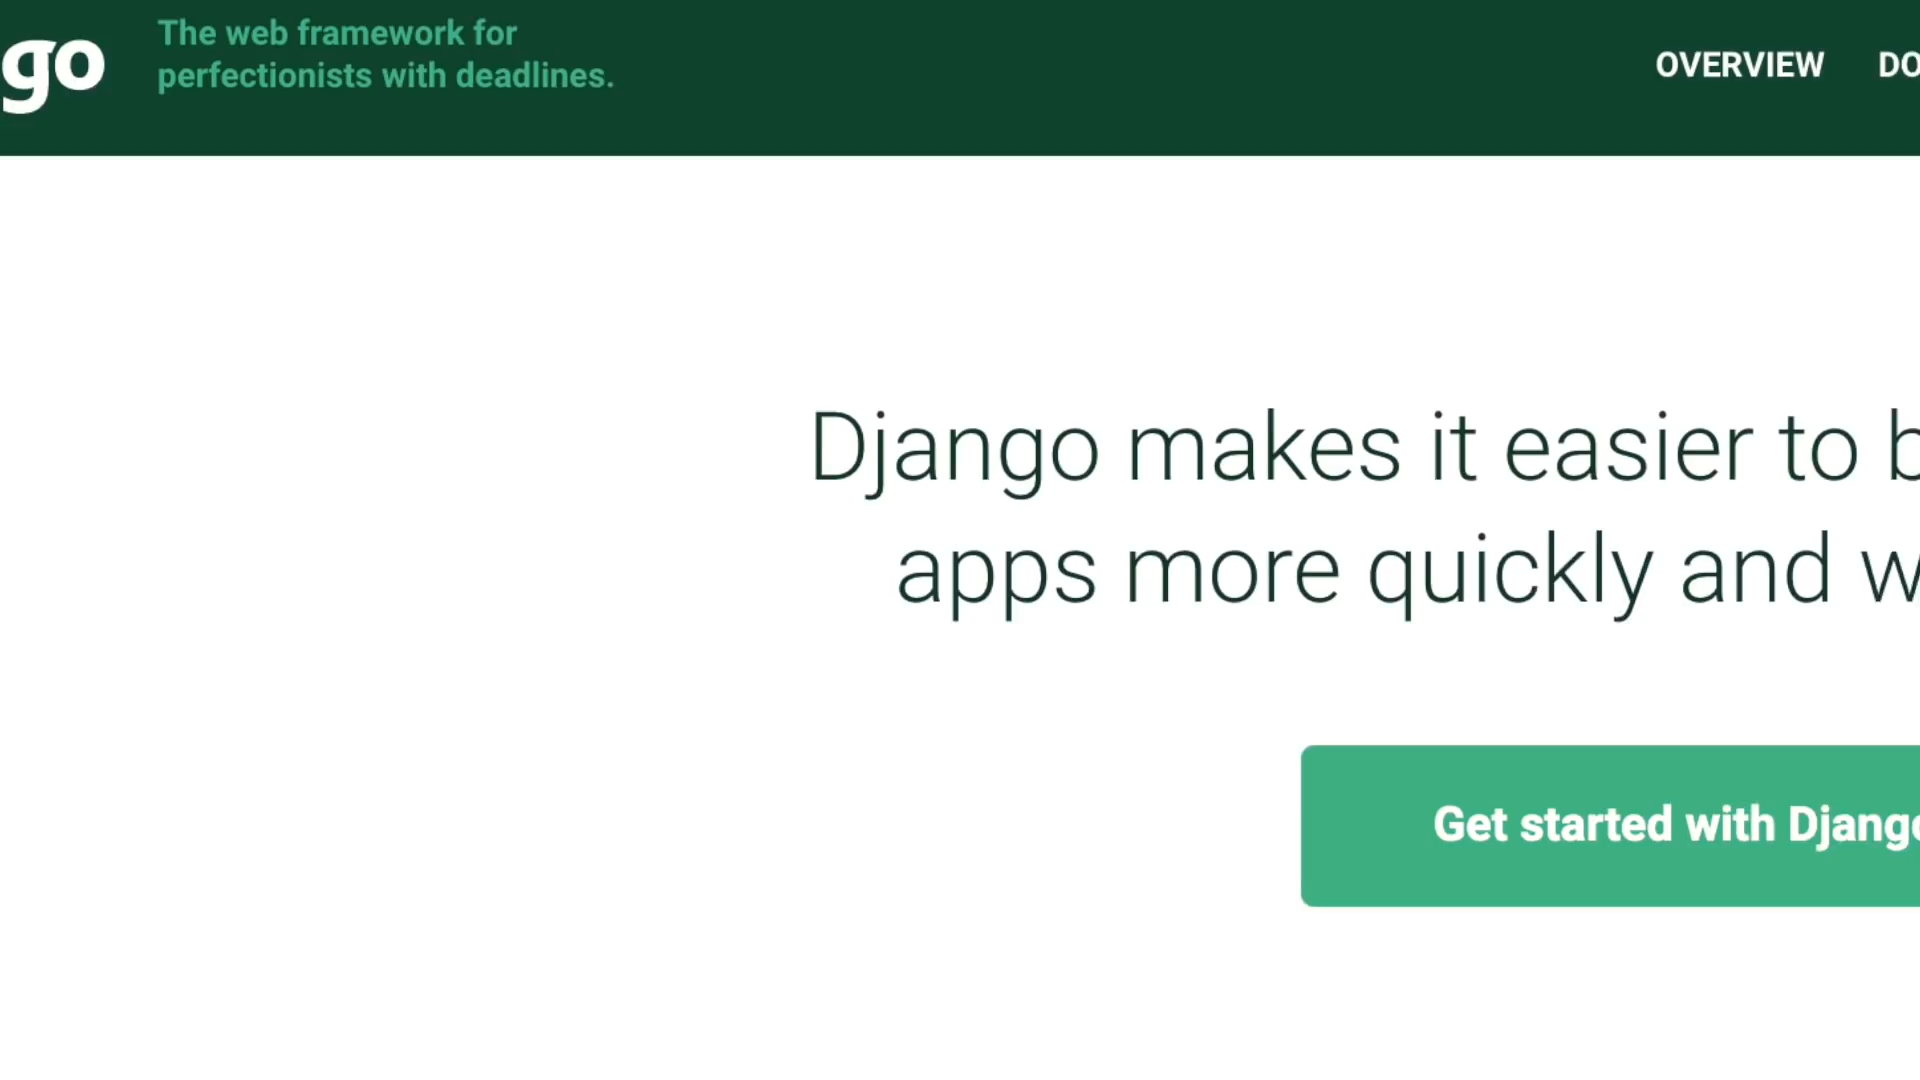 go
The web framework for
perfectionists with deadlines.
OVERVIEW
Django makes it easier to
apps more quickly and
Get started with Django